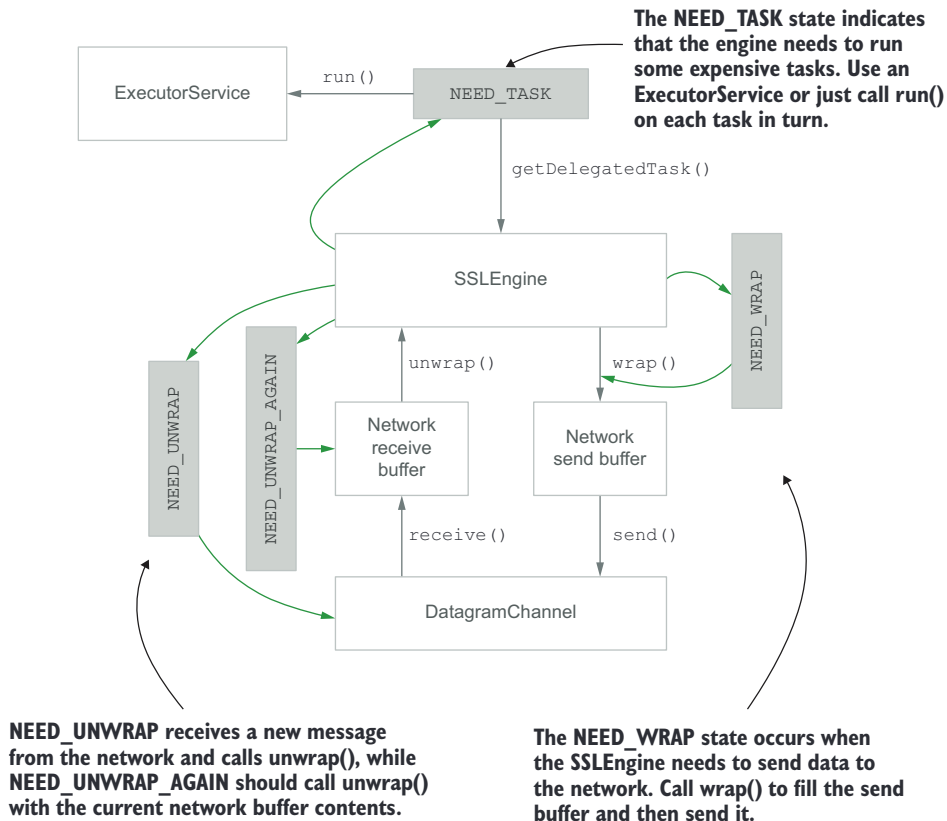 The NEED_TASK state indicates
that the engine needs to run
some expensive tasks. Use an
ExecutorService or just call run()
on each task in turn.
run()
ExecutorService
NEED_TASK
getDelegatedTask()
SSLEngine
NEED_WRAP
unwrap()
wrap()
NEED_UNWRAP
NEED_UNWRAP_AGAIN
Network
receive
buffer
Network
send buffer
receive()
send()
DatagramChannel
NEED_UNWRAP receives a new message
from the network and calls unwrap(), while
NEED_UNWRAP_AGAIN should call unwrap()
with the current network buffer contents.
The NEED_WRAP state occurs when
the SSLEngine needs to send data to
the network. Call wrap() to fill the send
buffer and then send it.